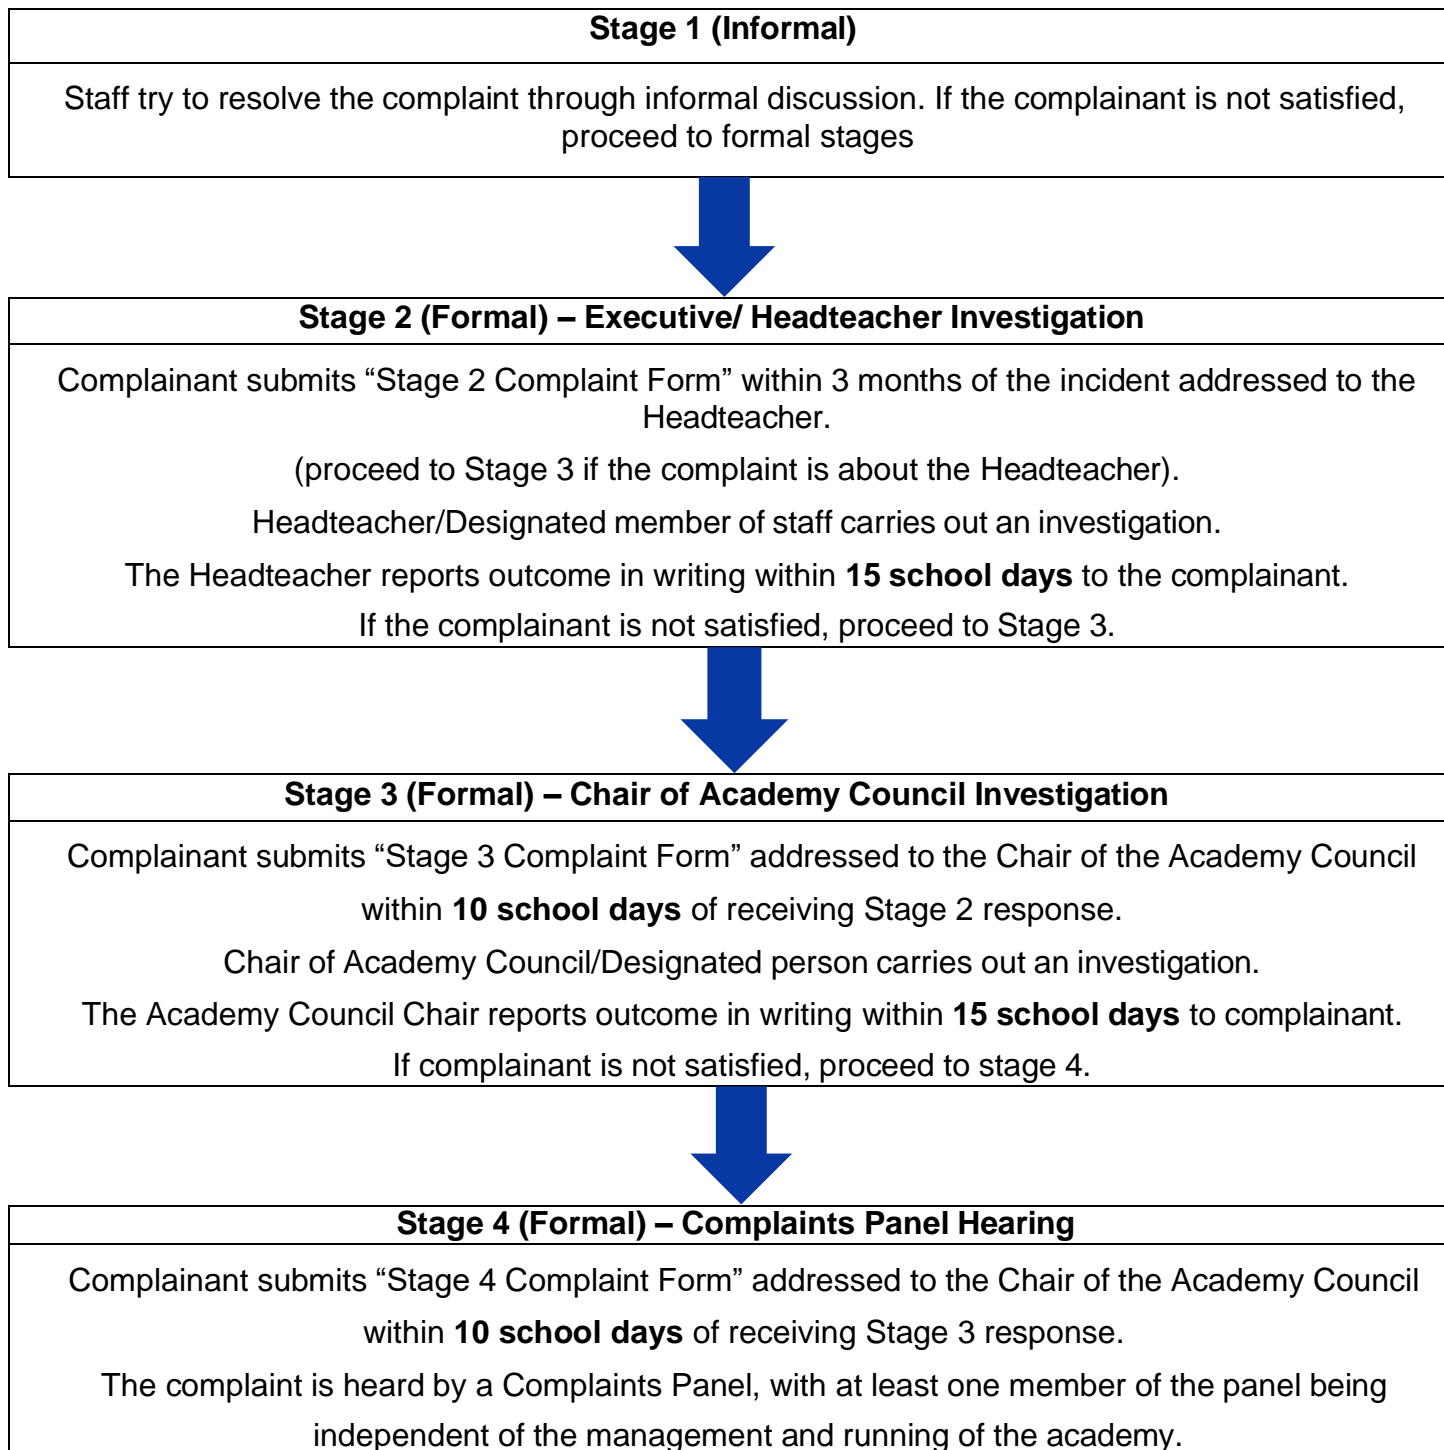 Stage 1 (Informal)
Staff try to resolve the complaint through informal discussion. If the complainant is not satisfied,
proceed to formal stages
Stage 2 (Formal) – Executive/ Headteacher Investigation
Complainant submits “Stage 2 Complaint Form” within 3 months of the incident addressed to the
Headteacher.
(proceed to Stage 3 if the complaint is about the Headteacher).
Headteacher/Designated member of staff carries out an investigation.
The Headteacher reports outcome in writing within 15 school days to the complainant.
If the complainant is not satisfied, proceed to Stage 3.
Stage 3 (Formal) – Chair of Academy Council Investigation
Complainant submits “Stage 3 Complaint Form” addressed to the Chair of the Academy Council
within 10 school days of receiving Stage 2 response.
Chair of Academy Council/Designated person carries out an investigation.
The Academy Council Chair reports outcome in writing within 15 school days to complainant.
If complainant is not satisfied, proceed to stage 4.
Stage 4 (Formal) – Complaints Panel Hearing
Complainant submits “Stage 4 Complaint Form” addressed to the Chair of the Academy Council
within 10 school days of receiving Stage 3 response.
The complaint is heard by a Complaints Panel, with at least one member of the panel being
independent of the management and running of the academy.